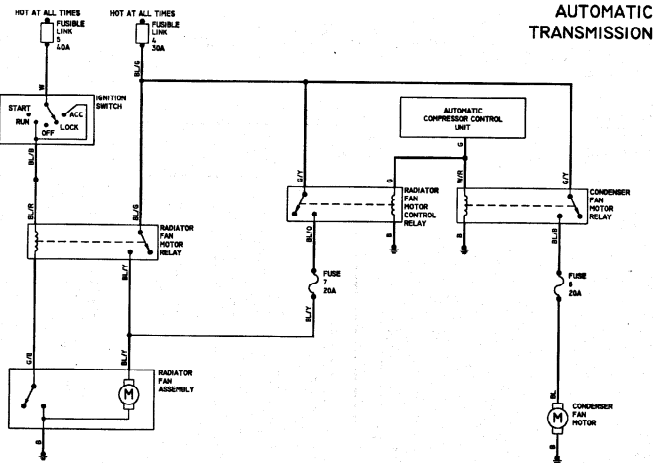 AUTOMATIC
TRANSMISSION
HOT AT ALL TIMES
FUSIBLE
LINK
5
40A
HOT AT ALL TIMES
FUSIBLE
LINK
4
30A
W
BL/G
IGNITION
SWITCH
START
RUN
OFF
LOCK
ACC
AUTOMATIC
COMPRESSOR CONTROL
UNIT
BL/B
G
BL/R
BL/G
G/Y
G
W/R
G/Y
RADIATOR
FAN
MOTOR
CONTROL
RELAY
CONDENSER
FAN
MOTOR
RELAY
RADIATOR
FAN
MOTOR
RELAY
BL/O
B
B
BL/B
BL/Y
FUSE
7
20A
FUSE
6
20A
BL/Y
G/B
BL/Y
RADIATOR
FAN
ASSEMBLY
M
BL
CONDENSER
FAN
MOTOR
M
B
B